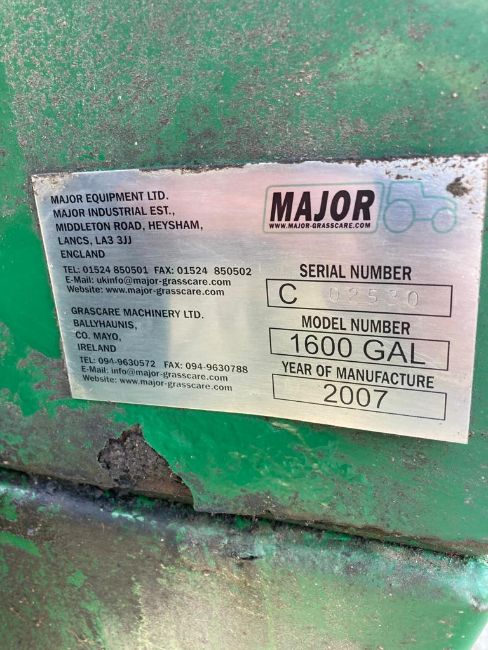 MAJOR EQUIPMENT LTD.
MAJOR INDUSTRIAL EST.,
MIDDLETON ROAD, HEYSHAM,
LANCS, LA3 3JJ
ENGLAND
TEL: 01524 850501 FAX: 01524 850502
E-Mail: ukinfo@major-grasscare.com
Website: www.major-grasscare.com
GRASCARE MACHINERY LTD.
BALLYHAUNIS,
CO. MAYO,
IRELAND
TEL: 094-9630572 FAX: 094-9630788
E-Mail: info@major-grasscare.com
Website: www.major-grasscare.com
MAJOR
WWW.MAJOR-GRASSCARE.COM
SERIAL NUMBER
C 02530
MODEL NUMBER
1600 GAL
YEAR OF MANUFACTURE
2007